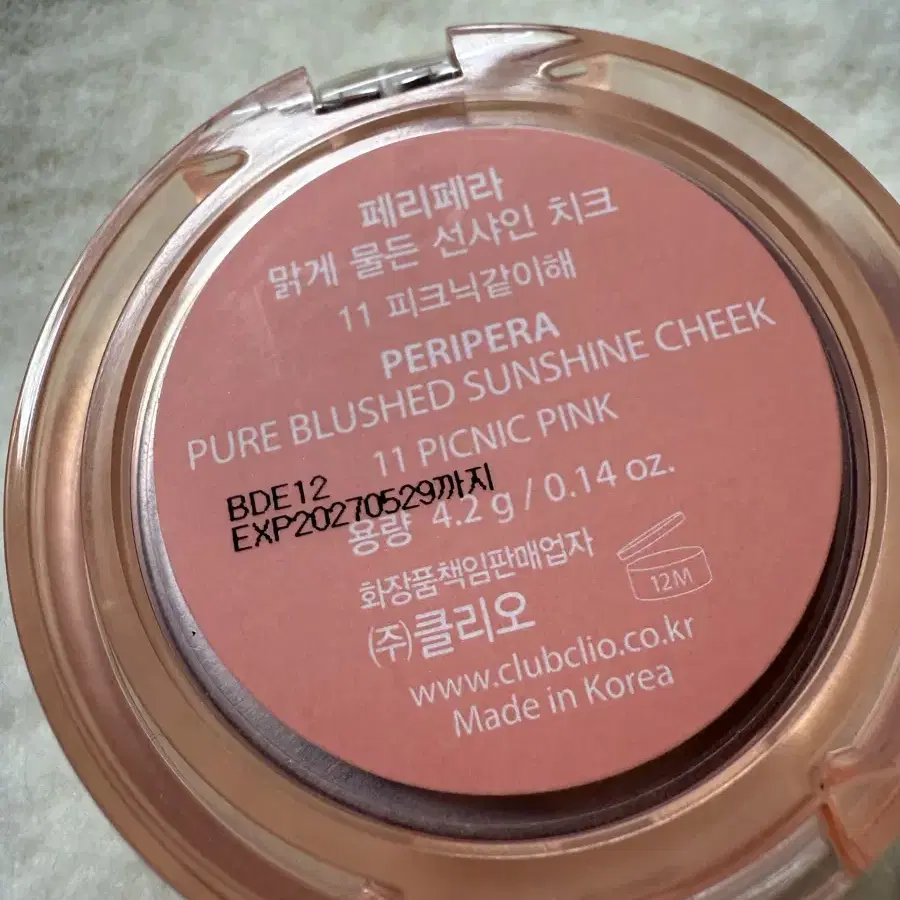 페리페라
맑게 물든 선샤인 치크
11 피크닉같이해
PERIPERA
PURE BLUSHED SUNSHINE CHEEK
11 PICNIC PINK
BDE12
EXP20270529까지
용량 4.2 g / 0.14 oz.
화장품책임판매업자
12M
㈜클리오
www.clubclio.co.kr
Made in Korea